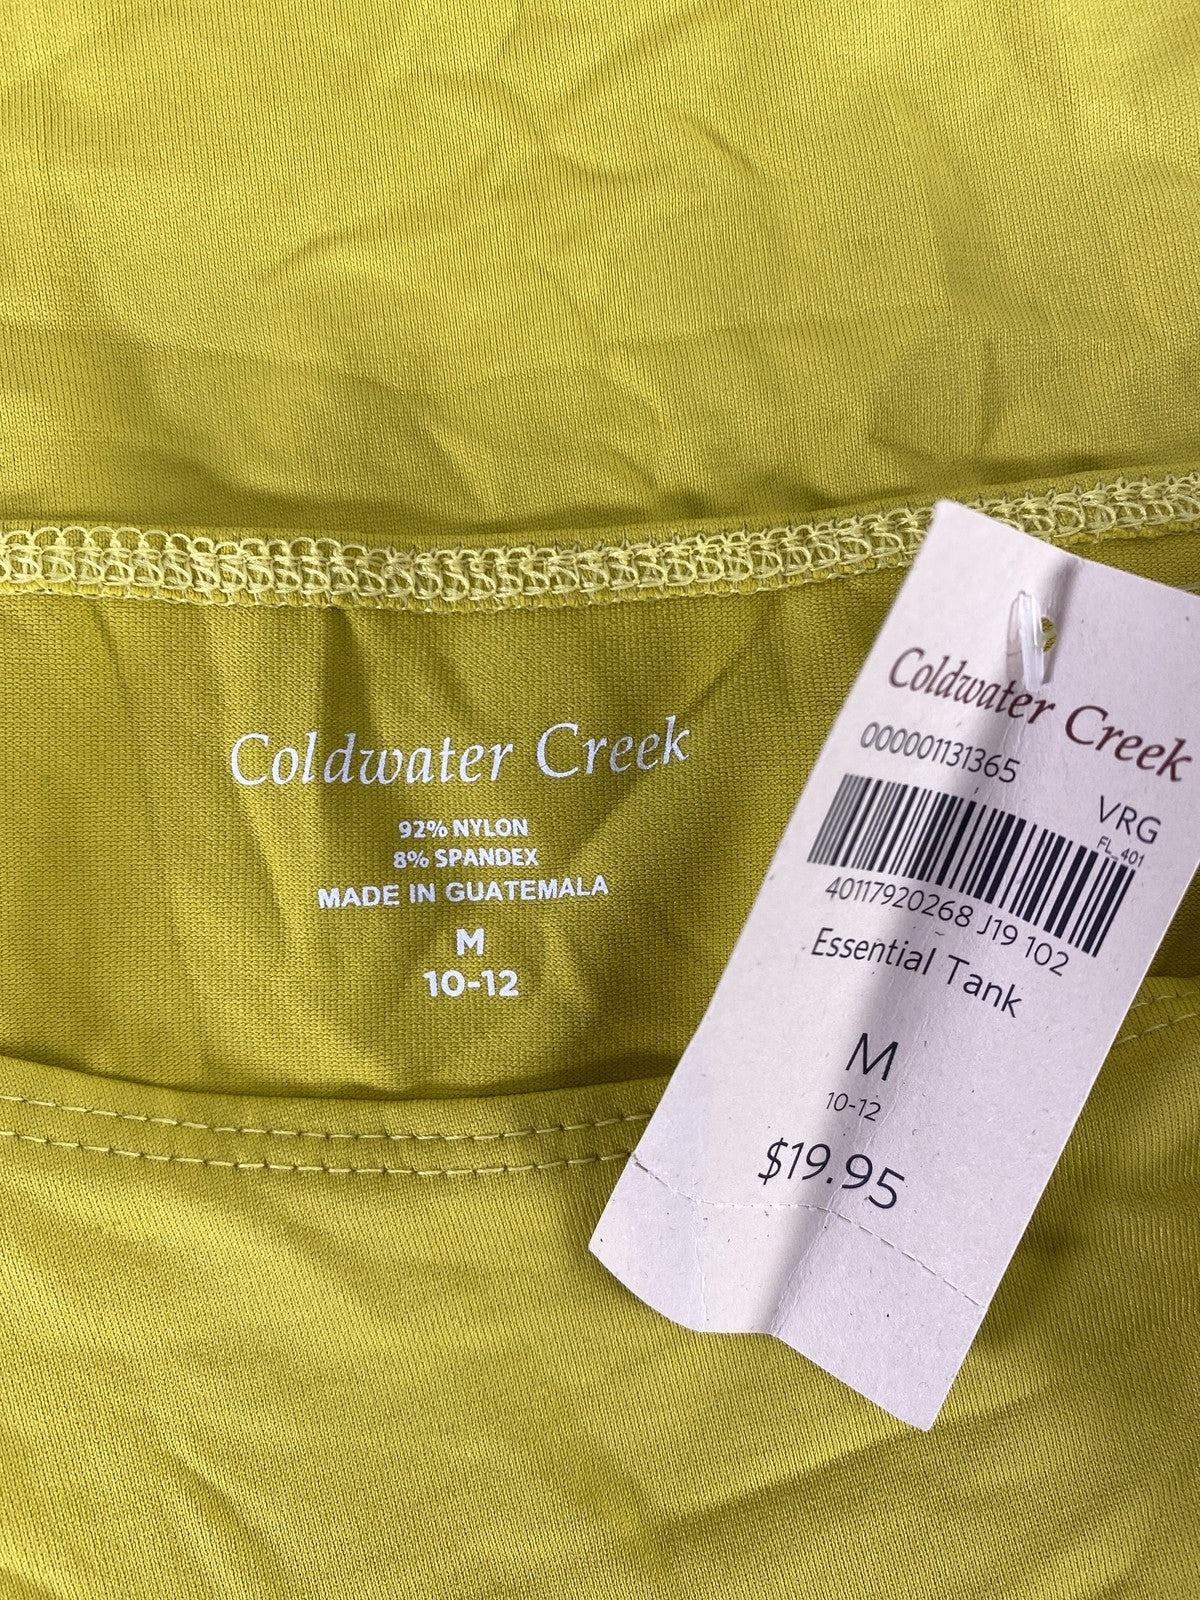 Coldwater Creek
92% NYLON
8% SPANDEX
MADE IN GUATEMALA
M
10-12
Coldwater Creek
000001131365
VRG
FL_401
40117920268 J19 102
Essential Tank
M
10-12
$19.95